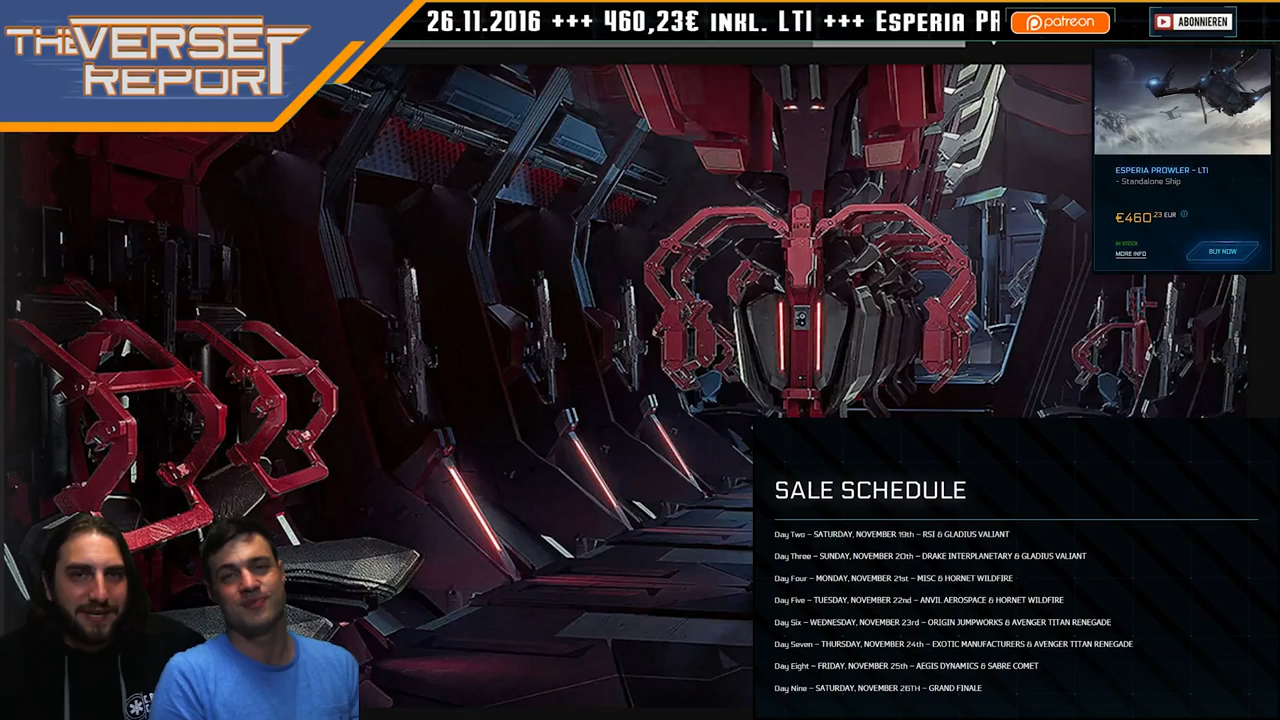 THE VERSE
REPORT
26.11.2016 +++ 460,23€ INKL. LTI +++ ESPERIA PR
patreon
ABONNIEREN
ESPERIA PROWLER - LTI
- Standalone Ship
€460.23 EUR
IN STOCK
MORE INFO
BUY NOW
SALE SCHEDULE
Day Two – SATURDAY, NOVEMBER 19th – RSI & GLADIUS VALIANT
Day Three – SUNDAY, NOVEMBER 20th – DRAKE INTERPLANETARY & GLADIUS VALIANT
Day Four – MONDAY, NOVEMBER 21st – MISC & HORNET WILDFIRE
Day Five – TUESDAY, NOVEMBER 22nd – ANVIL AEROSPACE & HORNET WILDFIRE
Day Six – WEDNESDAY, NOVEMBER 23rd – ORIGIN JUMPWORKS & AVENGER TITAN RENEGADE
Day Seven – THURSDAY, NOVEMBER 24th – EXOTIC MANUFACTURERS & AVENGER TITAN RENEGADE
Day Eight – FRIDAY, NOVEMBER 25th – AEGIS DYNAMICS & SABRE COMET
Day Nine – SATURDAY, NOVEMBER 26TH – GRAND FINALE